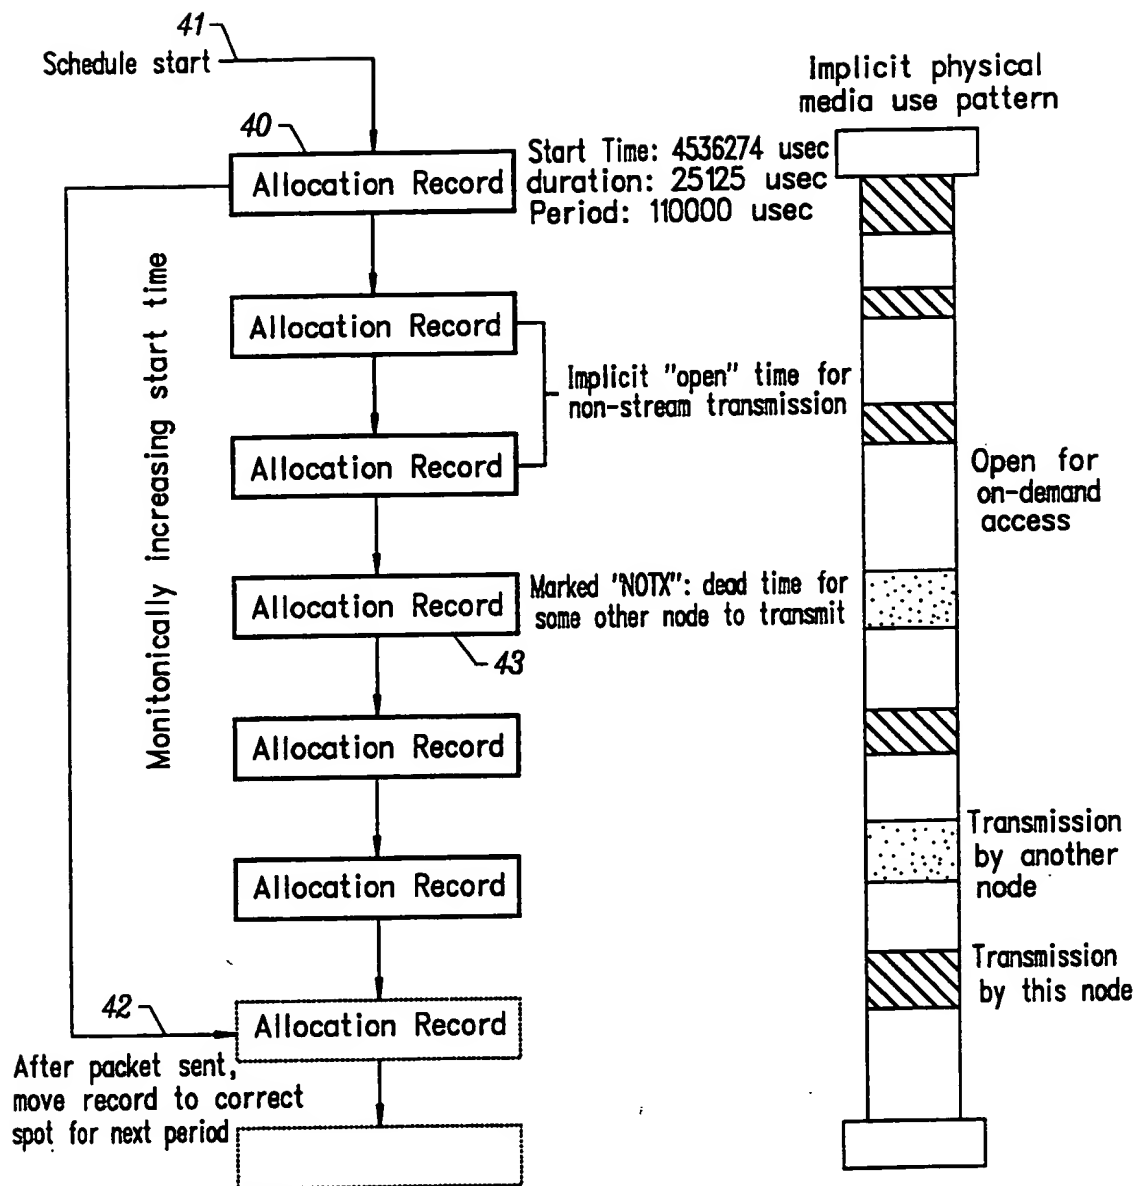 41
Schedule start
40
Allocation Record
Start Time: 4536274 usec
duration: 25125 usec
Period: 110000 usec
Monitonically increasing start time
Allocation Record
Implicit "open" time for
non-stream transmission
Allocation Record
Allocation Record
Marked "NOTX": dead time for
some other node to transmit
43
Allocation Record
Allocation Record
42
Allocation Record
After packet sent,
move record to correct
spot for next period
Implicit physical
media use pattern
Open for
on-demand
access
Transmission
by another
node
Transmission
by this node